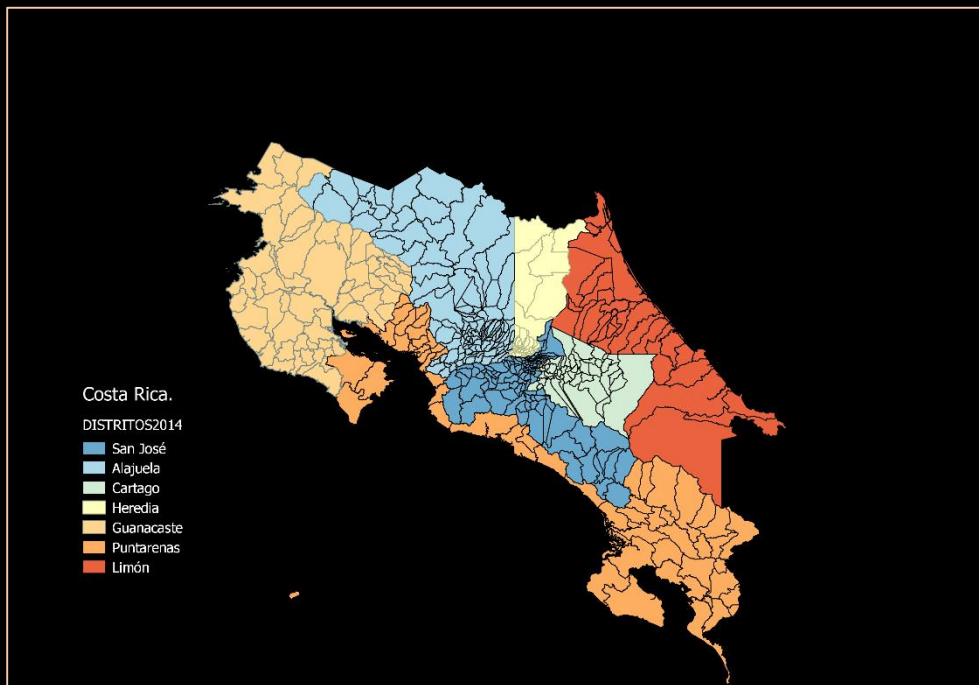 Costa Rica.
DISTRITOS2014
San José
Alajuela
Cartago
Heredia
Guanacaste
Puntarenas
Limón